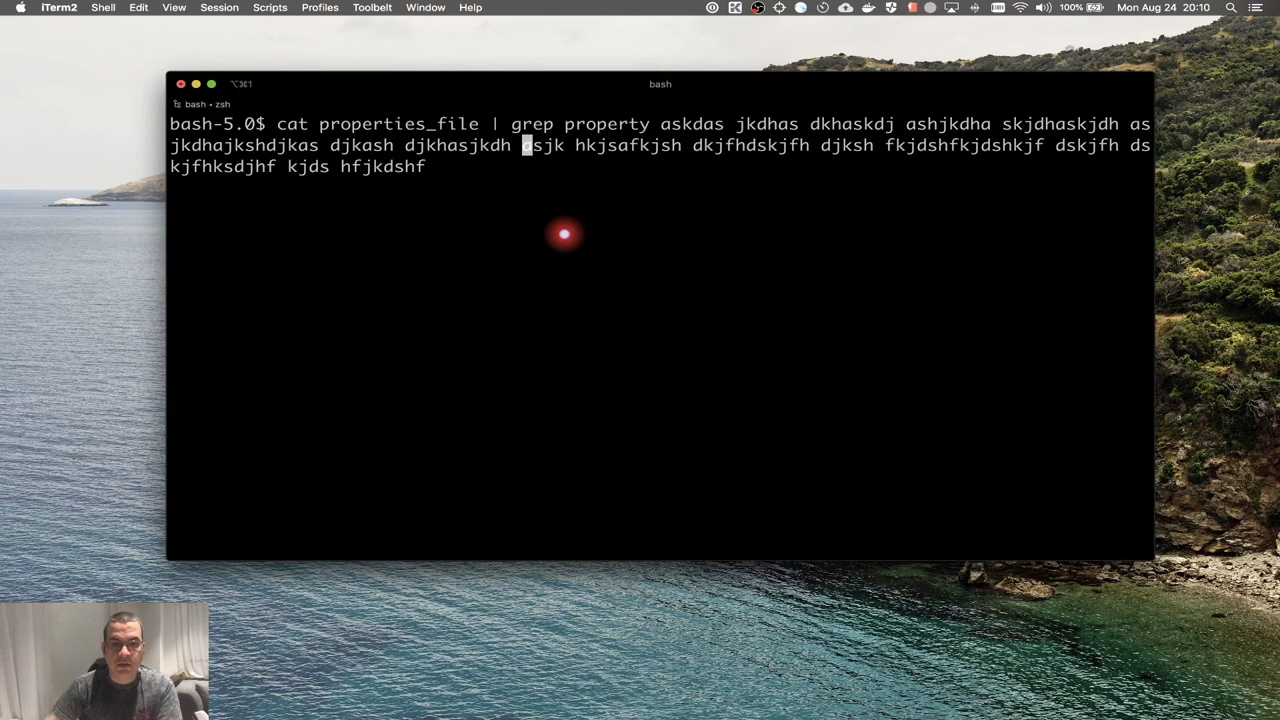 iTerm2 Shell Edit View Session Scripts Profiles Toolbelt Window Help 100% Mon Aug 24 20:10
⌥⌘1 bash
bash • zsh
bash-5.0$ cat properties_file | grep property askdas jkdhas dkhaskdj ashjkdha skjdhaskjdh as
jkdhajkshdjkas djkash djkhasjkdh asjk hkjsafkjsh dkjfhdskjfh djksh fkjdshfkjdshkjf dskjfh ds
kjfhksdjhf kjds hfjkdshf